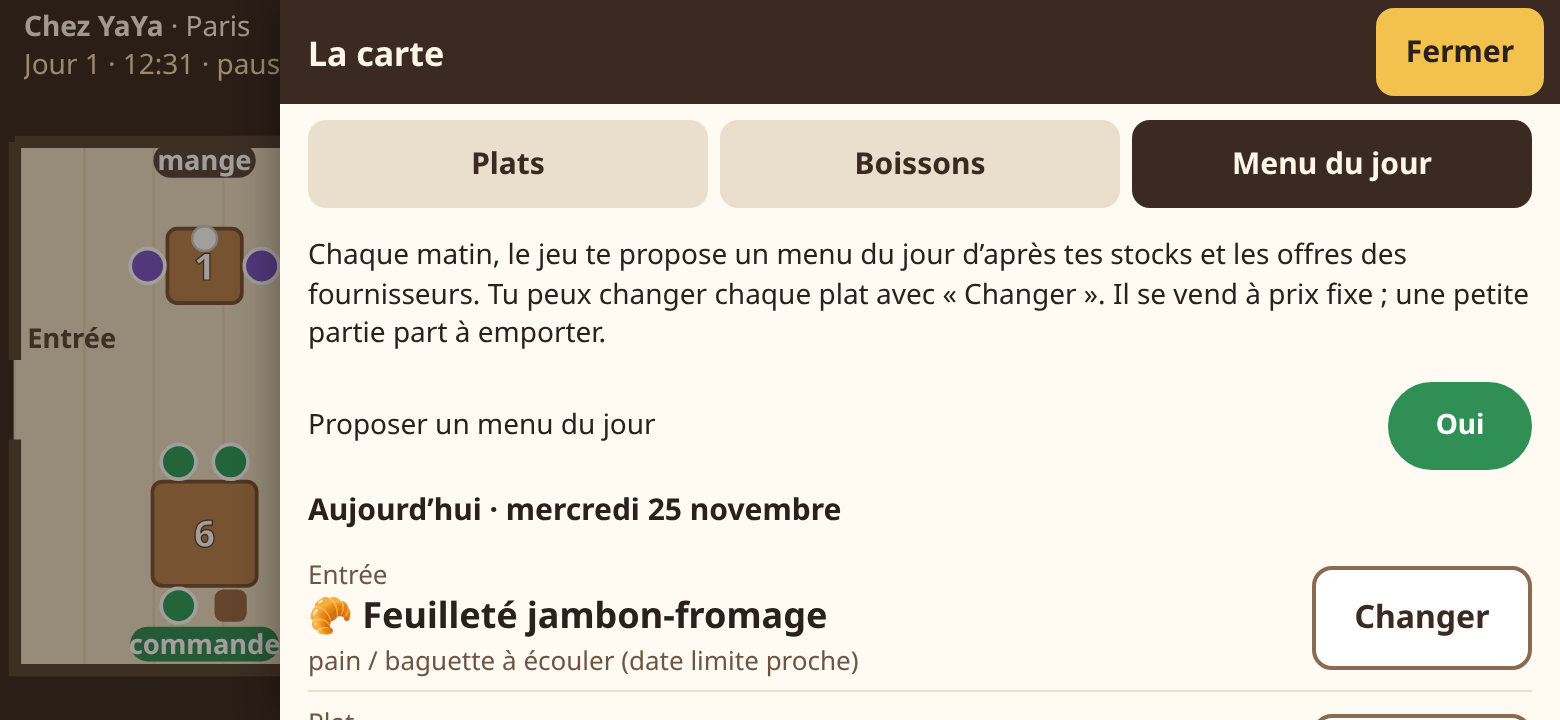 Chez YaYa · Paris
Jour 1 · 12:31 · paus
mange
1
Entrée
6
commande
La carte
Fermer
Plats
Boissons
Menu du jour
Chaque matin, le jeu te propose un menu du jour d’après tes stocks et les offres des
fournisseurs. Tu peux changer chaque plat avec « Changer ». Il se vend à prix fixe ; une petite
partie part à emporter.
Proposer un menu du jour
Oui
Aujourd’hui · mercredi 25 novembre
Entrée
🥐 Feuilleté jambon-fromage
Changer
pain / baguette à écouler (date limite proche)
Plat